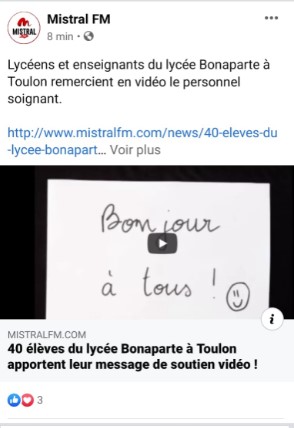 Mistral FM
MISTRAL
8 min
Lycéens et enseignants du lycée Bonaparte à
Toulon remercient en vidéo le personnel
soignant.
http://www.mistralfm.com/news/40-eleves-du
-lycee-bonapart... Voir plus
Bonjour
à tous !
i
MISTRALFM.COM
40 élèves du lycée Bonaparte à Toulon
apportent leur message de soutien vidéo !
3